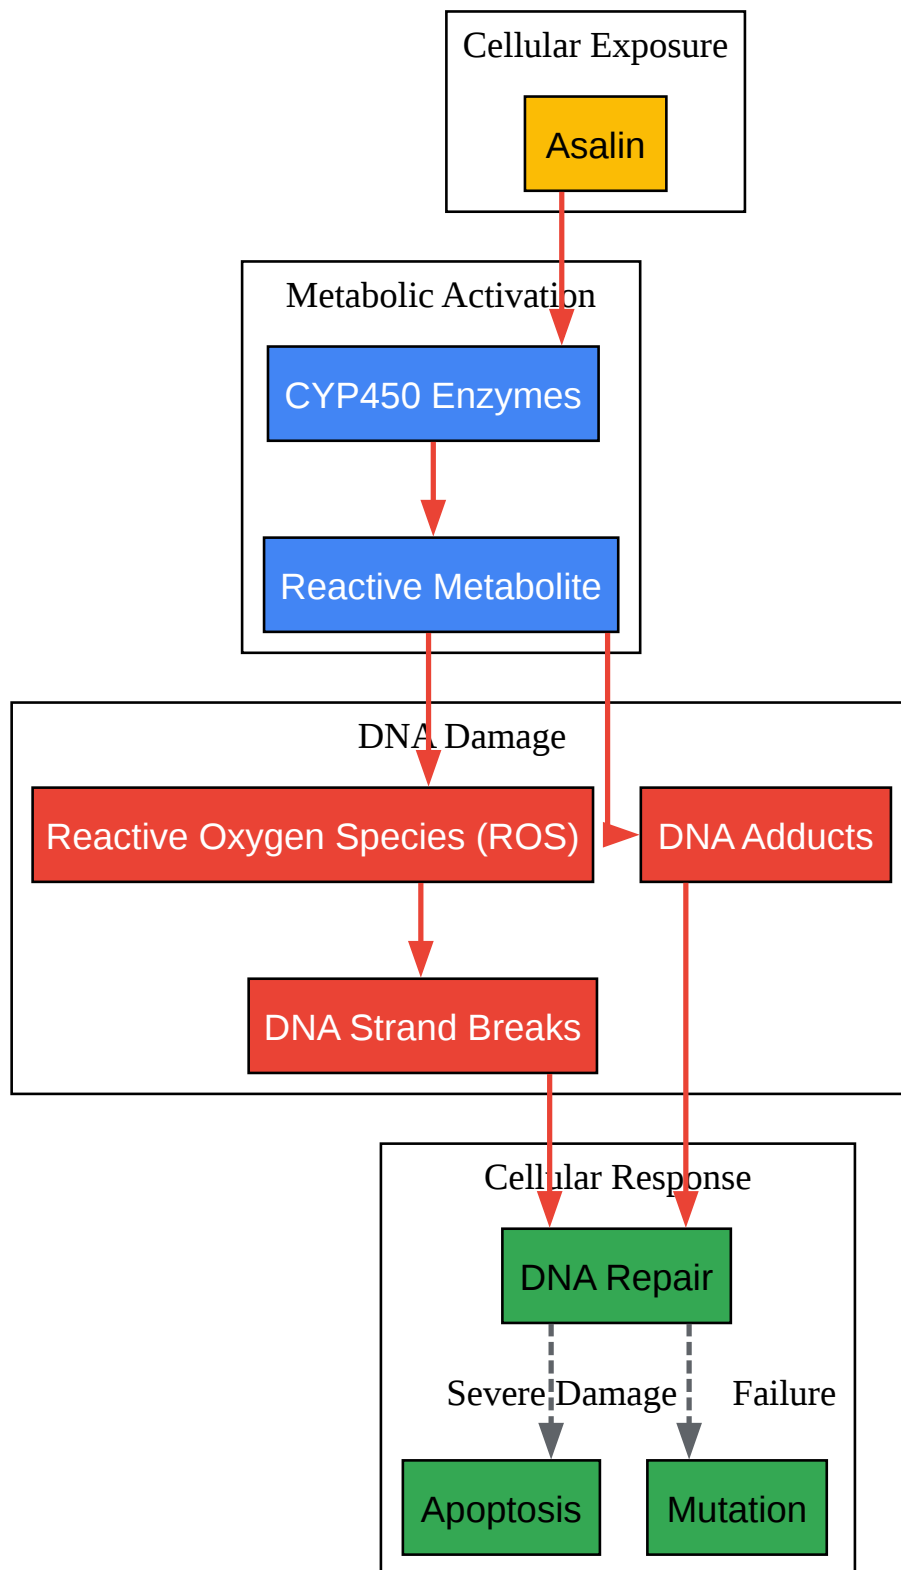 Cellular Exposure
Asalin
Metabolic Activation
CYP450 Enzymes
Reactive Metabolite
DNA Damage
Reactive Oxygen Species (ROS)
DNA Adducts
DNA Strand Breaks
Cellular Response
DNA Repair
Severe Damage
Failure
Apoptosis
Mutation